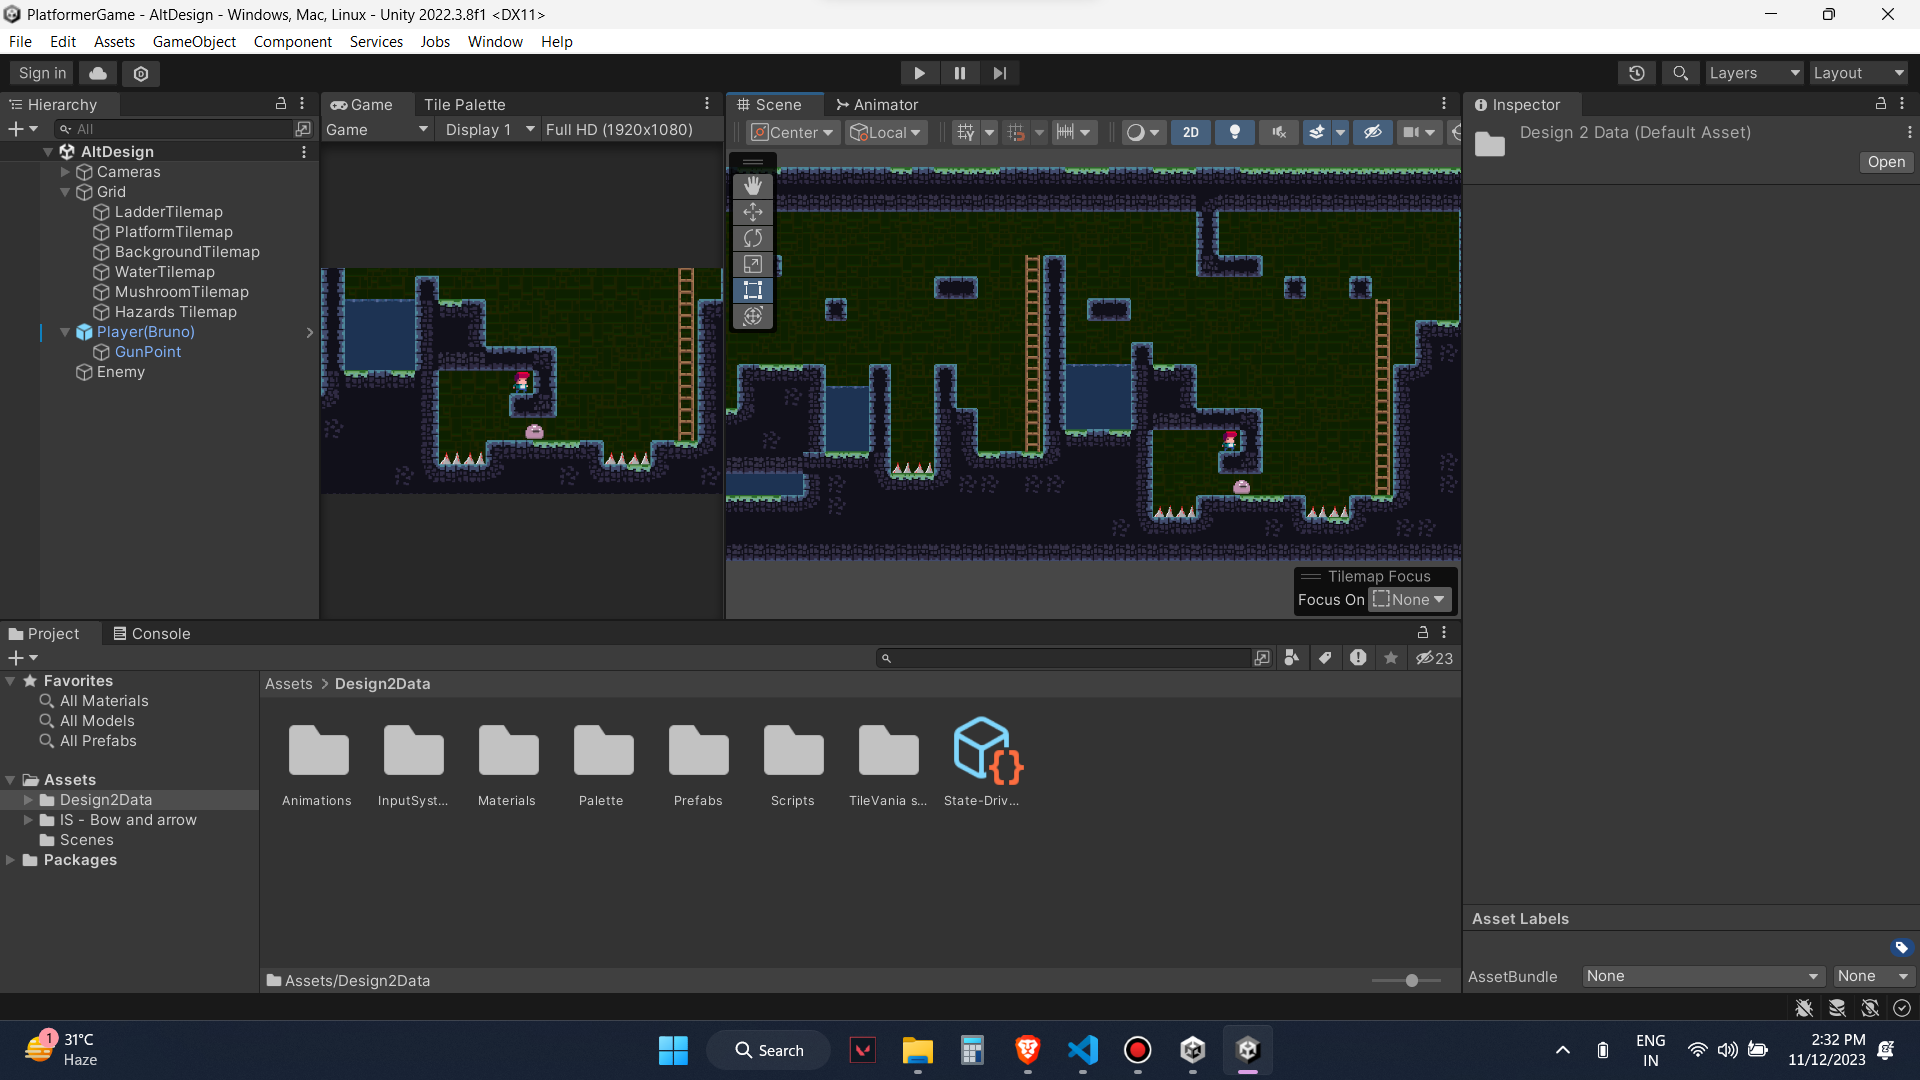 PlatformerGame - AltDesign - Windows, Mac, Linux - Unity 2022.3.8f1 <DX11>
File Edit Assets GameObject Component Services Jobs Window Help
Sign in
Layers Layout
Hierarchy
All
AltDesign
Cameras
Grid
LadderTilemap
PlatformTilemap
BackgroundTilemap
WaterTilemap
MushroomTilemap
Hazards Tilemap
Player(Bruno)
GunPoint
Enemy
Game Tile Palette
Game Display 1 Full HD (1920x1080)
Scene Animator
Center Local 2D
Tilemap Focus
Focus On None
Inspector
Design 2 Data (Default Asset)
Open
Project Console
23
Favorites
All Materials
All Models
All Prefabs
Assets
Design2Data
IS - Bow and arrow
Scenes
Packages
Assets > Design2Data
Animations InputSyst... Materials Palette Prefabs Scripts TileVania s... State-Driv...
Assets/Design2Data
Asset Labels
AssetBundle None None
1
31°C
Haze
Search
ENG
IN
2:32 PM
11/12/2023